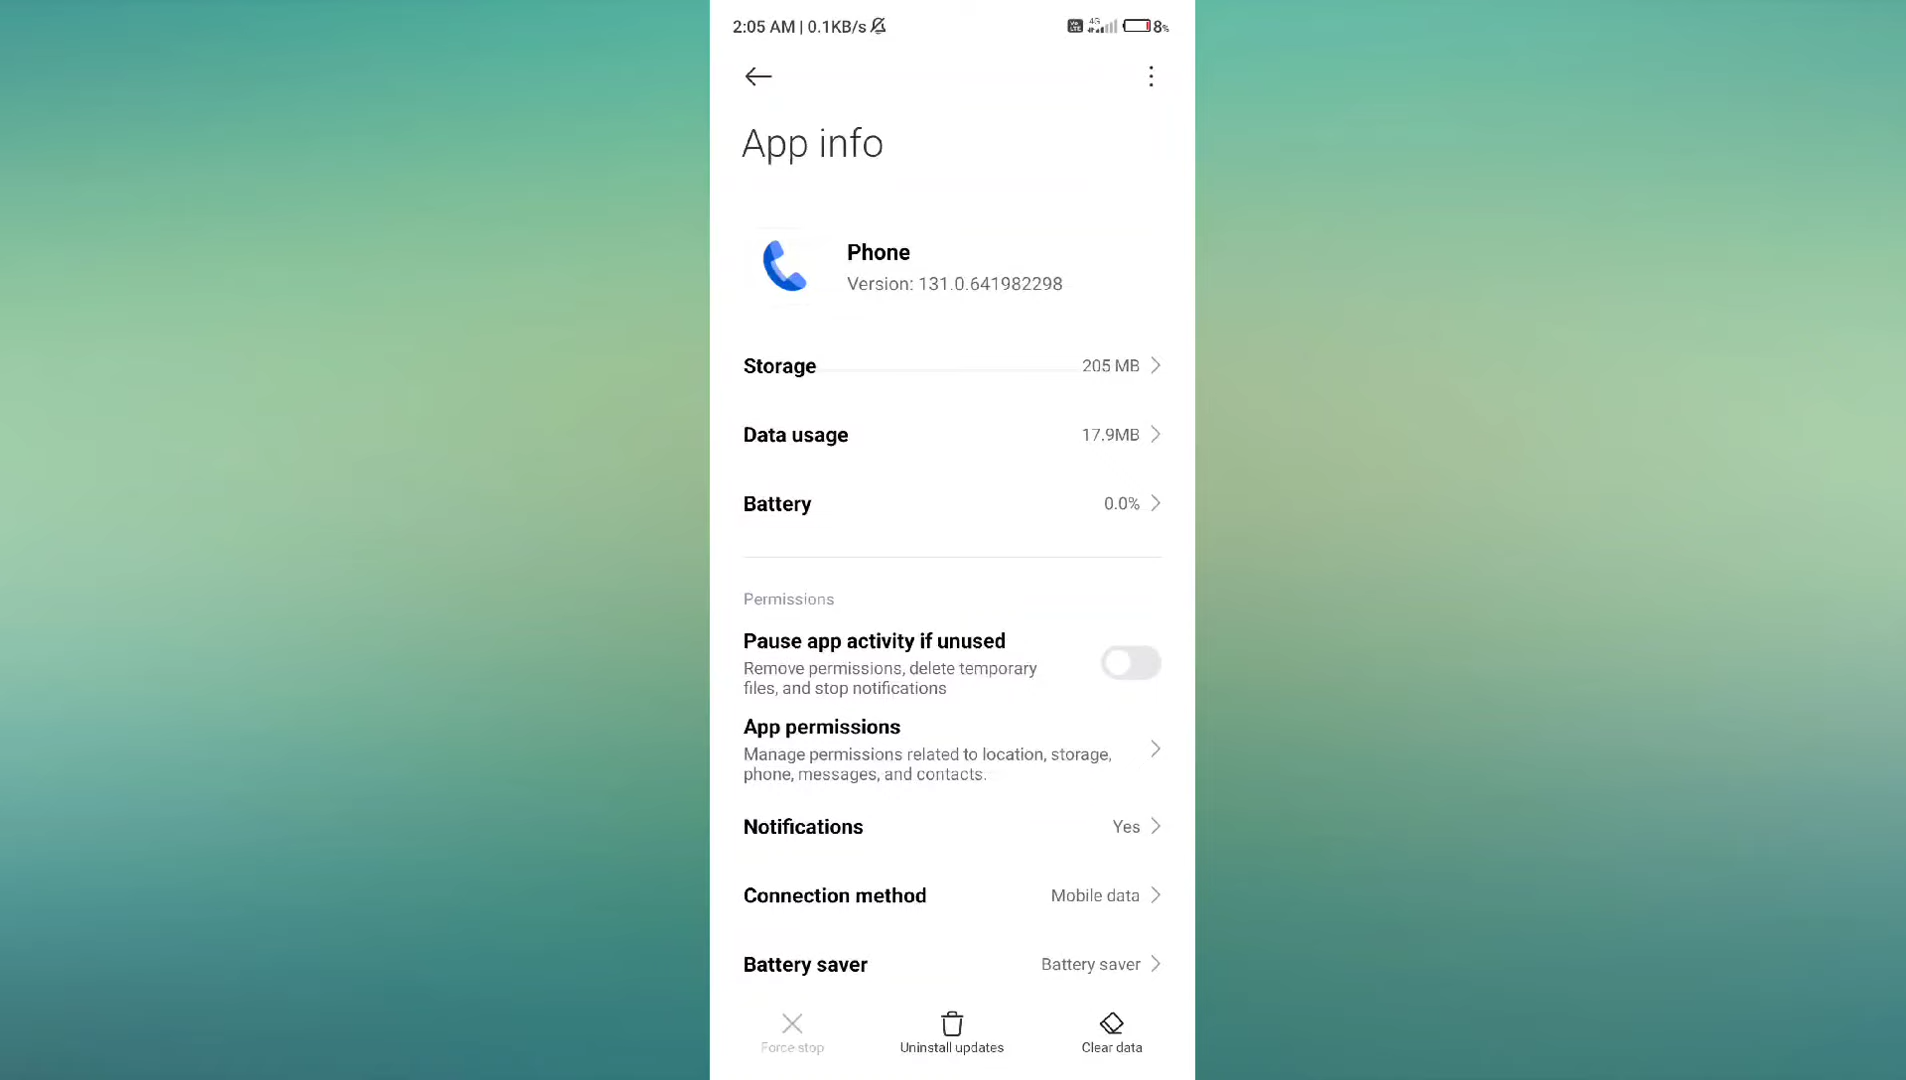 2:05 AM | 0.1KB/s 4G 8%
App info
Phone
Version: 131.0.641982298
Storage 205 MB
Data usage 17.9MB
Battery 0.0%
Permissions
Pause app activity if unused
Remove permissions, delete temporary
files, and stop notifications
App permissions
Manage permissions related to location, storage,
phone, messages, and contacts.
Notifications Yes
Connection method Mobile data
Battery saver Battery saver
Force stop Uninstall updates Clear data